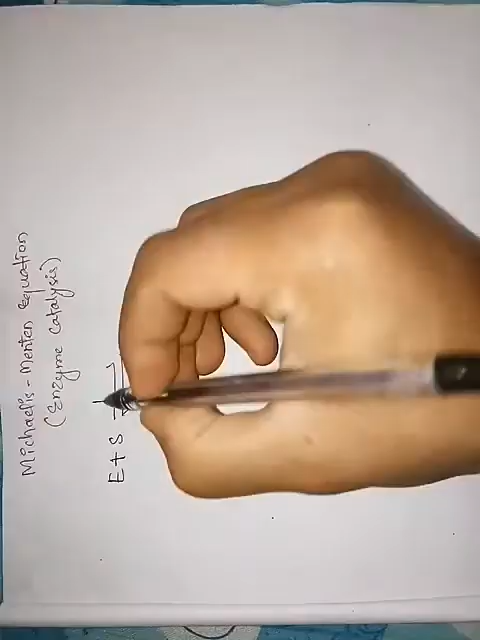 Michaelis - Menten Equation
(Enzyme Catalysis)
E + S ⇌